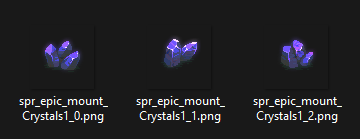 spr_epic_mount_
Crystals1_0.png
spr_epic_mount_
Crystals1_1.png
spr_epic_mount_
Crystals1_2.png